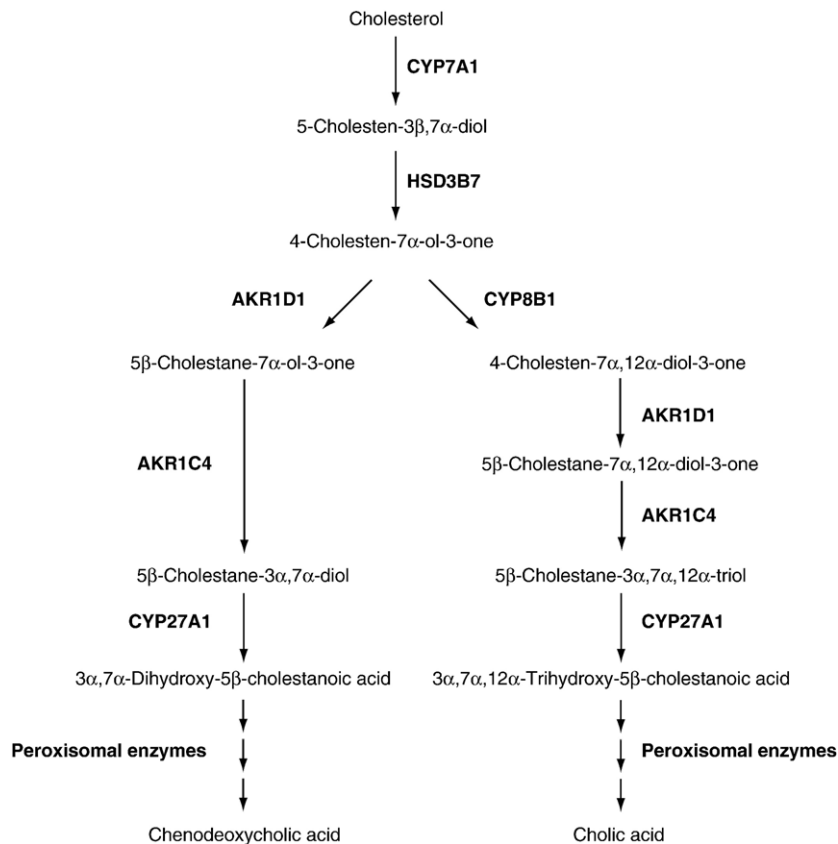 Cholesterol
CYP7A1
5-Cholesten-3β,7α-diol
HSD3B7
4-Cholesten-7α-ol-3-one
AKR1D1
CYP8B1
5β-Cholestane-7α-ol-3-one
4-Cholesten-7α,12α-diol-3-one
AKR1D1
AKR1C4
5β-Cholestane-7α,12α-diol-3-one
AKR1C4
5β-Cholestane-3α,7α-diol
5β-Cholestane-3α,7α,12α-triol
CYP27A1
CYP27A1
3α,7α-Dihydroxy-5β-cholestanoic acid
3α,7α,12α-Trihydroxy-5β-cholestanoic acid
Peroxisomal enzymes
Peroxisomal enzymes
Chenodeoxycholic acid
Cholic acid